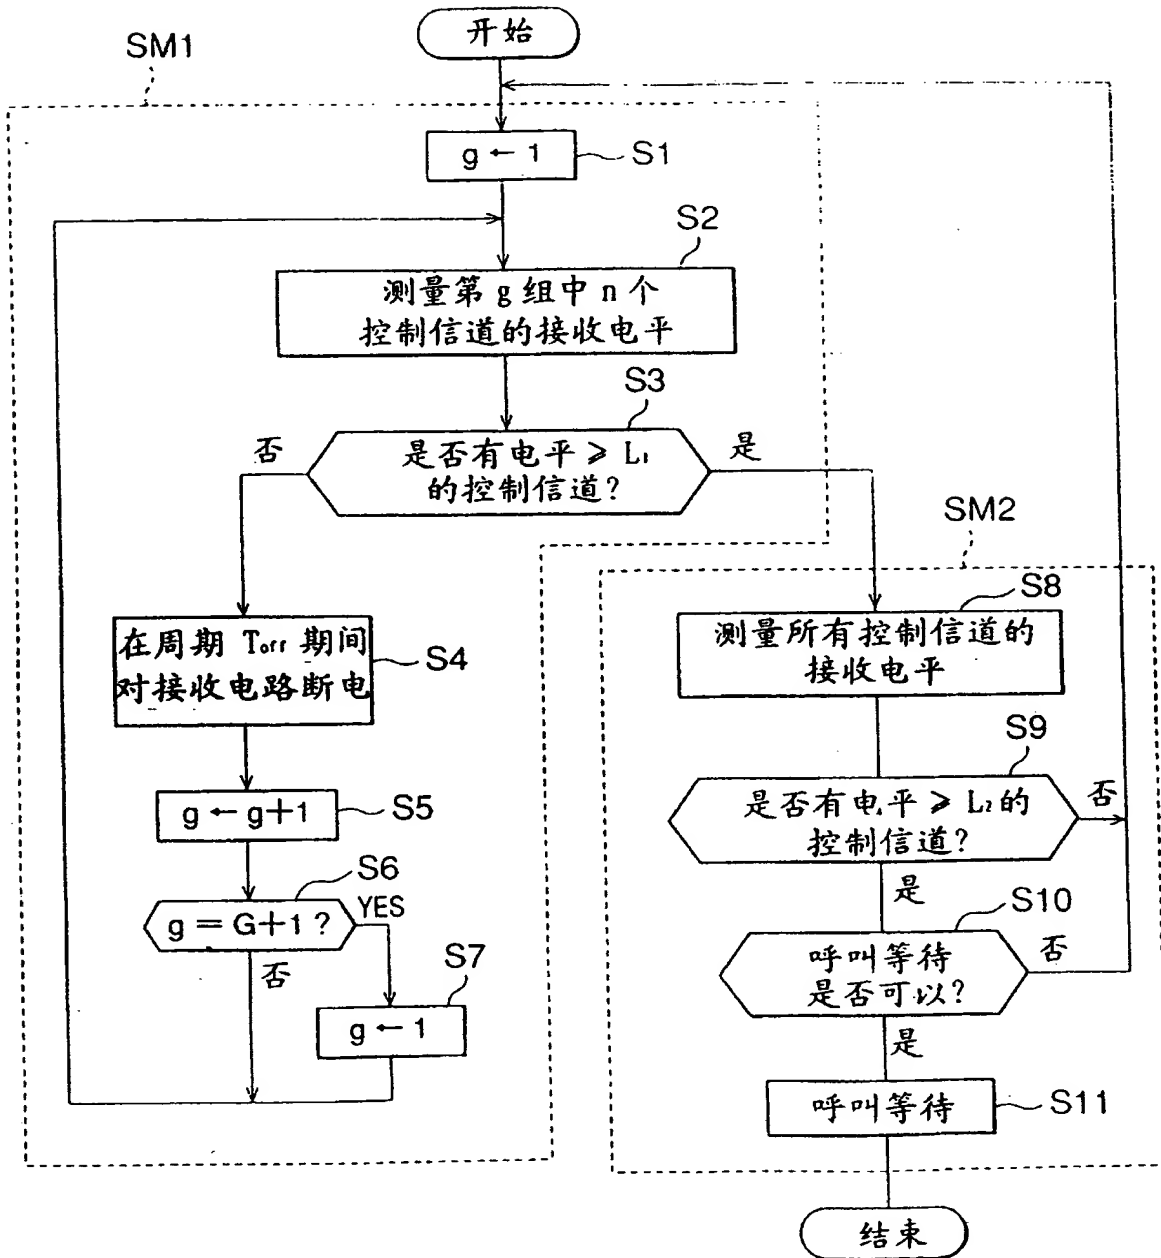 开始
SM1
g ← 1
S1
S2
测量第 g 组中 n 个
控制信道的接收电平
S3
否
是否有电平 ≥ L₁
的控制信道?
是
SM2
S8
在周期 Toff 期间
对接收电路断电
S4
测量所有控制信道的
接收电平
S9
g ← g+1
S5
是否有电平 ≥ L₂ 的
控制信道?
否
是
S6
g = G+1 ?
YES
否
S10
呼叫等待
是否可以?
否
S7
g ← 1
是
呼叫等待
S11
结束